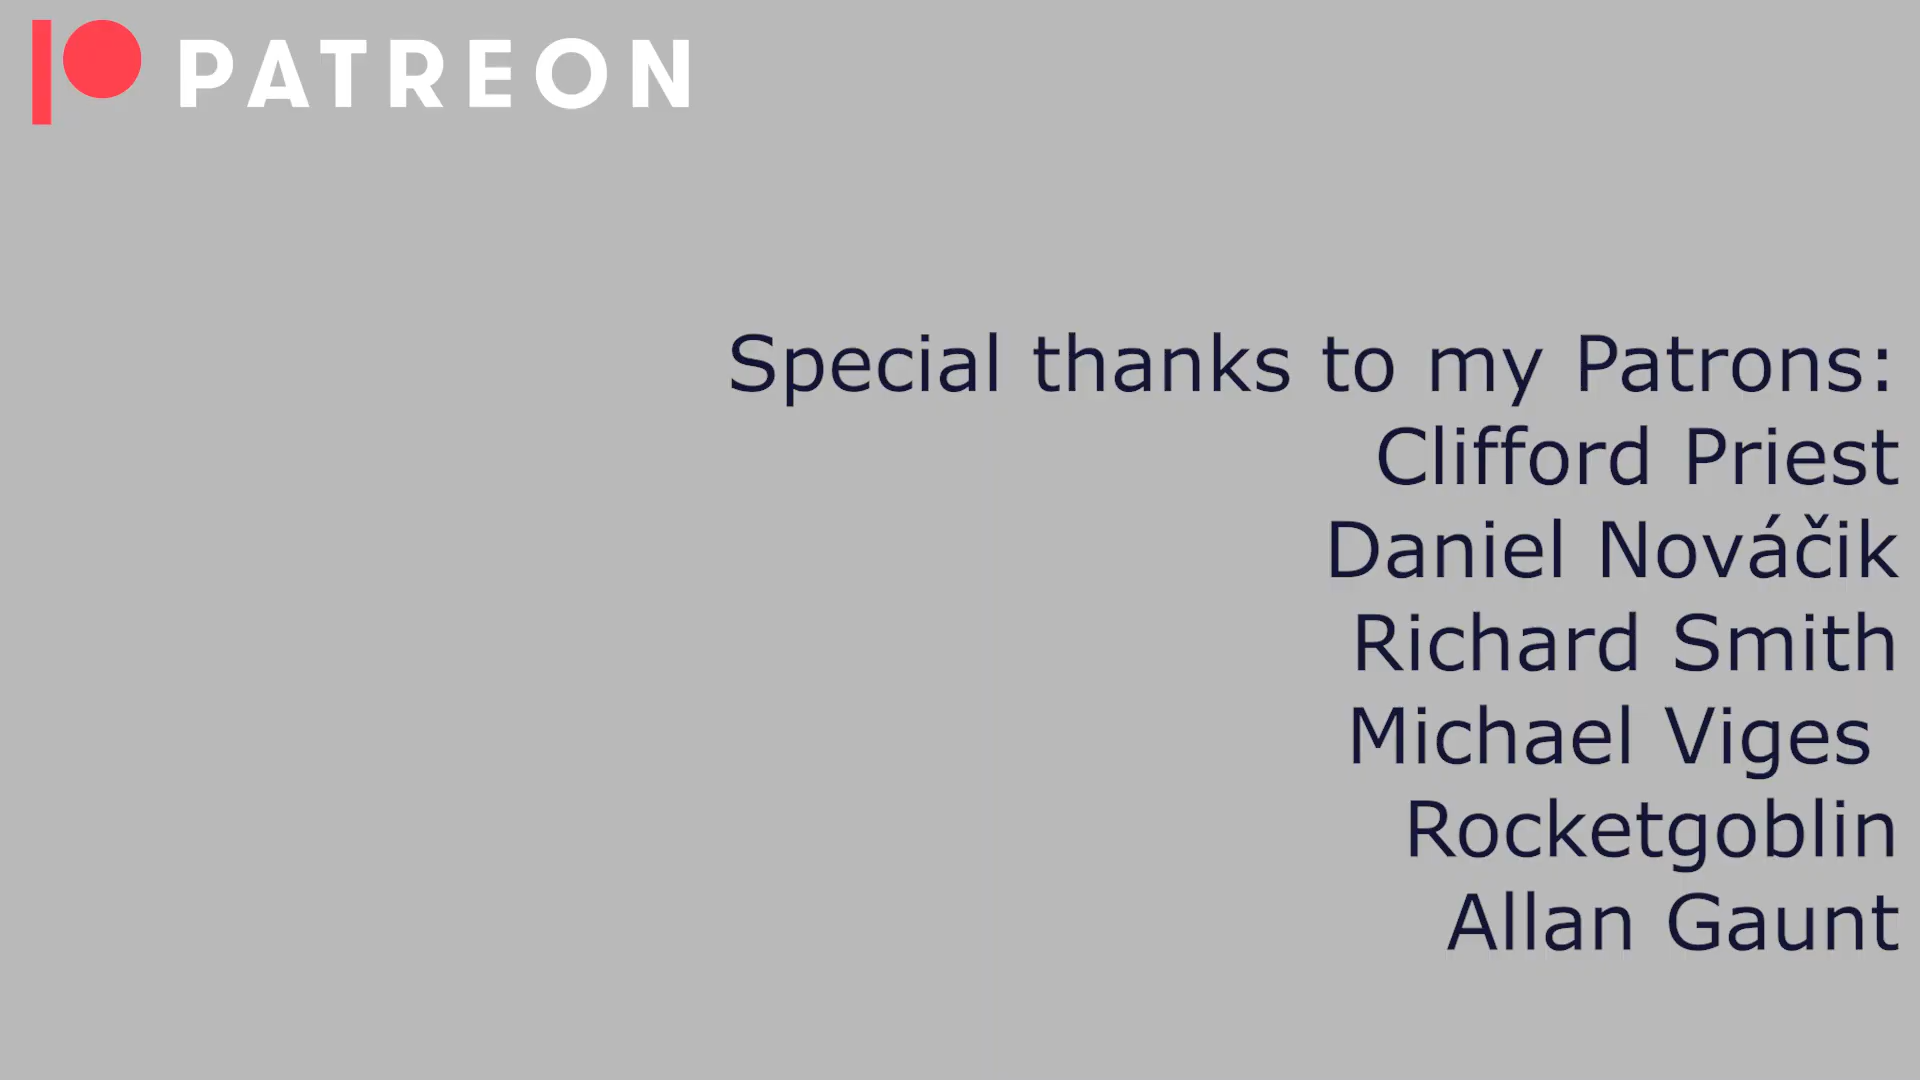 PATREON
Special thanks to my Patrons:
Clifford Priest
Daniel Nováčik
Richard Smith
Michael Viges
Rocketgoblin
Allan Gaunt